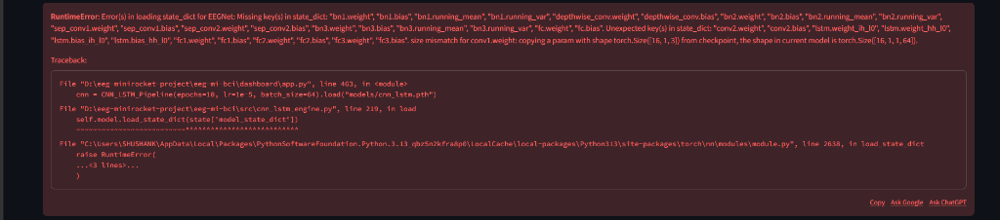 RuntimeError: Error(s) in loading state_dict for EEGNet: Missing key(s) in state_dict: "bn1.weight", "bn1.bias", "bn1.running_mean", "bn1.running_var", "depthwise_conv.weight", "depthwise_conv.bias", "bn2.weight", "bn2.bias", "bn2.running_mean", "bn2.running_var",
"sep_conv1.weight", "sep_conv1.bias", "sep_conv2.weight", "sep_conv2.bias", "bn3.weight", "bn3.bias", "bn3.running_mean", "bn3.running_var", "fc.weight", "fc.bias". Unexpected key(s) in state_dict: "conv2.weight", "conv2.bias", "lstm.weight_ih_l0", "lstm.weight_hh_l0",
"lstm.bias_ih_l0", "lstm.bias_hh_l0", "fc1.weight", "fc1.bias", "fc2.weight", "fc2.bias", "fc3.weight", "fc3.bias". size mismatch for conv1.weight: copying a param with shape torch.Size([16, 1, 3]) from checkpoint, the shape in current model is torch.Size([16, 1, 1, 64]).
Traceback:
File "D:\eeg-minirocket-project\eeg-mi-bci\dashboard\app.py", line 463, in <module>
cnn = CNN_LSTM_Pipeline(epochs=10, lr=1e-5, batch_size=64).load("models/cnn_lstm.pth")
File "D:\eeg-minirocket-project\eeg-mi-bci\src\cnn_lstm_engine.py", line 219, in load
self.model.load_state_dict(state["model_state_dict"])
~~~~~~~~~~~~~~~~~~~~~~~~~~^^^^^^^^^^^^^^^^^^^^^^^^^^^
File "C:\Users\SHUSHANK\AppData\Local\Packages\PythonSoftwareFoundation.Python.3.13_qbz5n2kfra8p0\LocalCache\local-packages\Python313\site-packages\torch\nn\modules\module.py", line 2638, in load_state_dict
raise RuntimeError(
...<3 lines>...
)
Copy Ask Google Ask ChatGPT